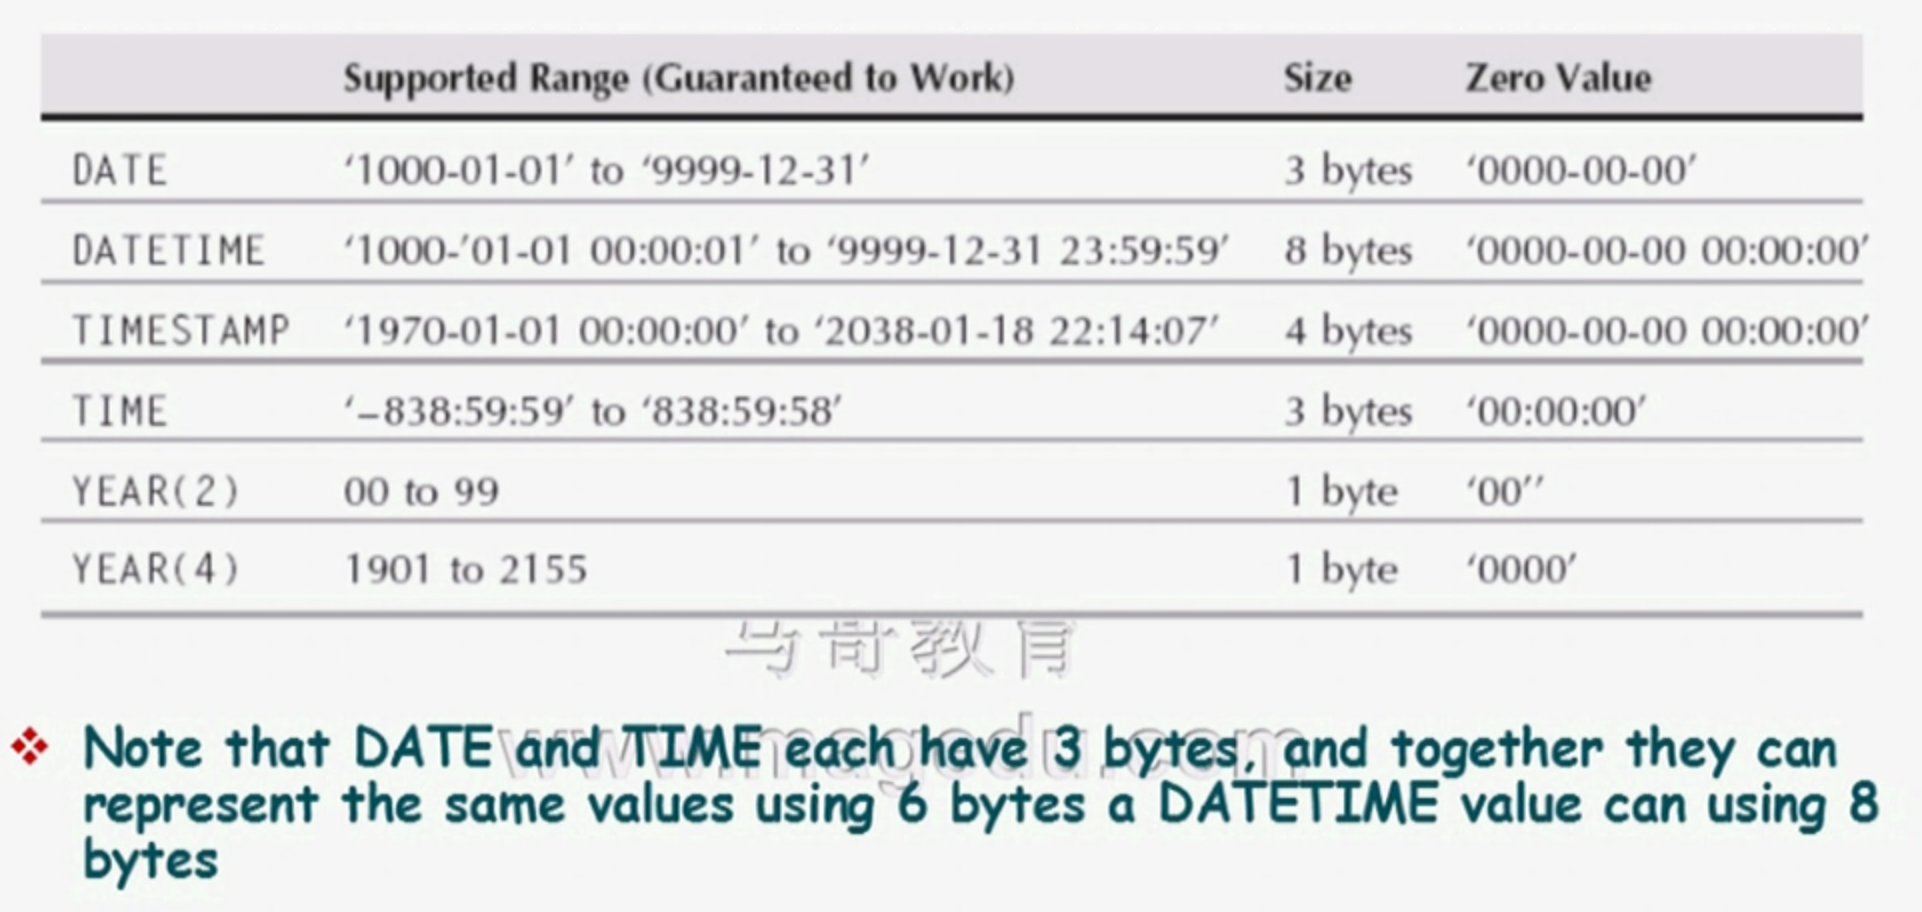 Supported Range (Guaranteed to Work) Size Zero Value
DATE ‘1000-01-01’ to ‘9999-12-31’ 3 bytes ‘0000-00-00’
DATETIME ‘1000-’01-01 00:00:01’ to ‘9999-12-31 23:59:59’ 8 bytes ‘0000-00-00 00:00:00’
TIMESTAMP ‘1970-01-01 00:00:00’ to ‘2038-01-18 22:14:07’ 4 bytes ‘0000-00-00 00:00:00’
TIME ‘–838:59:59’ to ‘838:59:58’ 3 bytes ‘00:00:00’
YEAR(2) 00 to 99 1 byte ‘00’’
YEAR(4) 1901 to 2155 1 byte ‘0000’
马哥教育
www.magedu.com
Note that DATE and TIME each have 3 bytes, and together they can
represent the same values using 6 bytes a DATETIME value can using 8
bytes